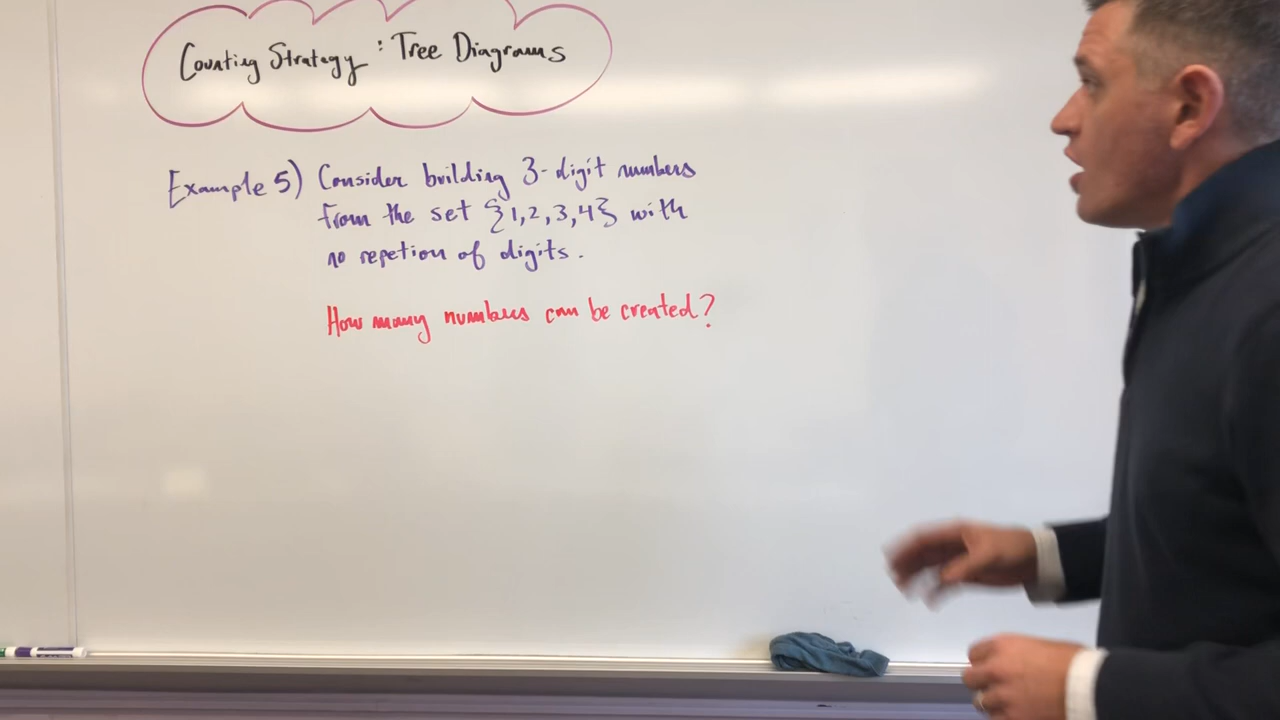 Counting Strategy: Tree Diagrams
Example 5) Consider building 3-digit numbers
from the set {1,2,3,4} with
no repetion of digits.
How many numbers can be created?